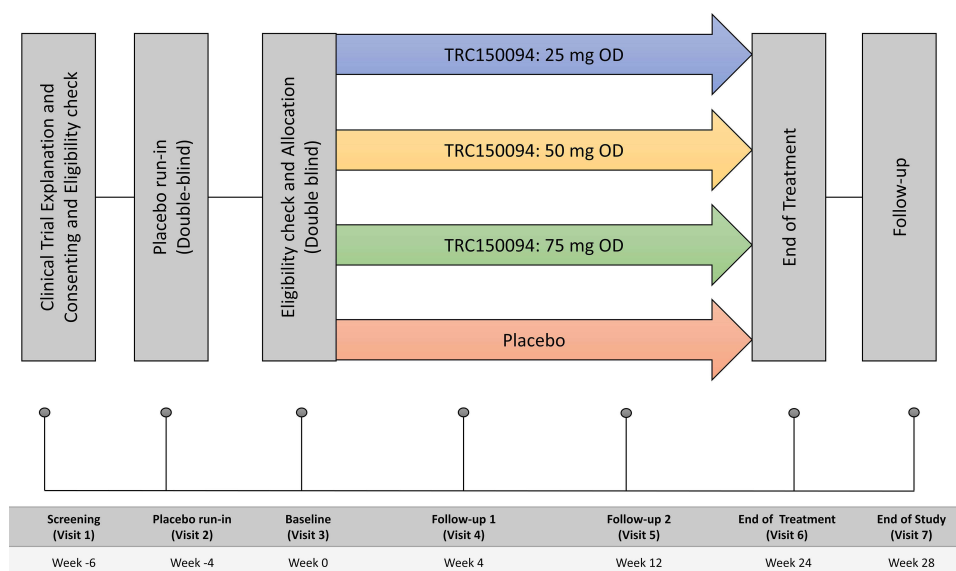 Clinical Trial Explanation and
Consenting and Eligibility check
Placebo run-in
(Double-blind)
Eligibility check and Allocation
(Double blind)
TRC150094: 25 mg OD
TRC150094: 50 mg OD
TRC150094: 75 mg OD
Placebo
End of Treatment
Follow-up
Screening
(Visit 1)
Placebo run-in
(Visit 2)
Baseline
(Visit 3)
Follow-up 1
(Visit 4)
Follow-up 2
(Visit 5)
End of Treatment
(Visit 6)
End of Study
(Visit 7)
Week -6
Week -4
Week 0
Week 4
Week 12
Week 24
Week 28